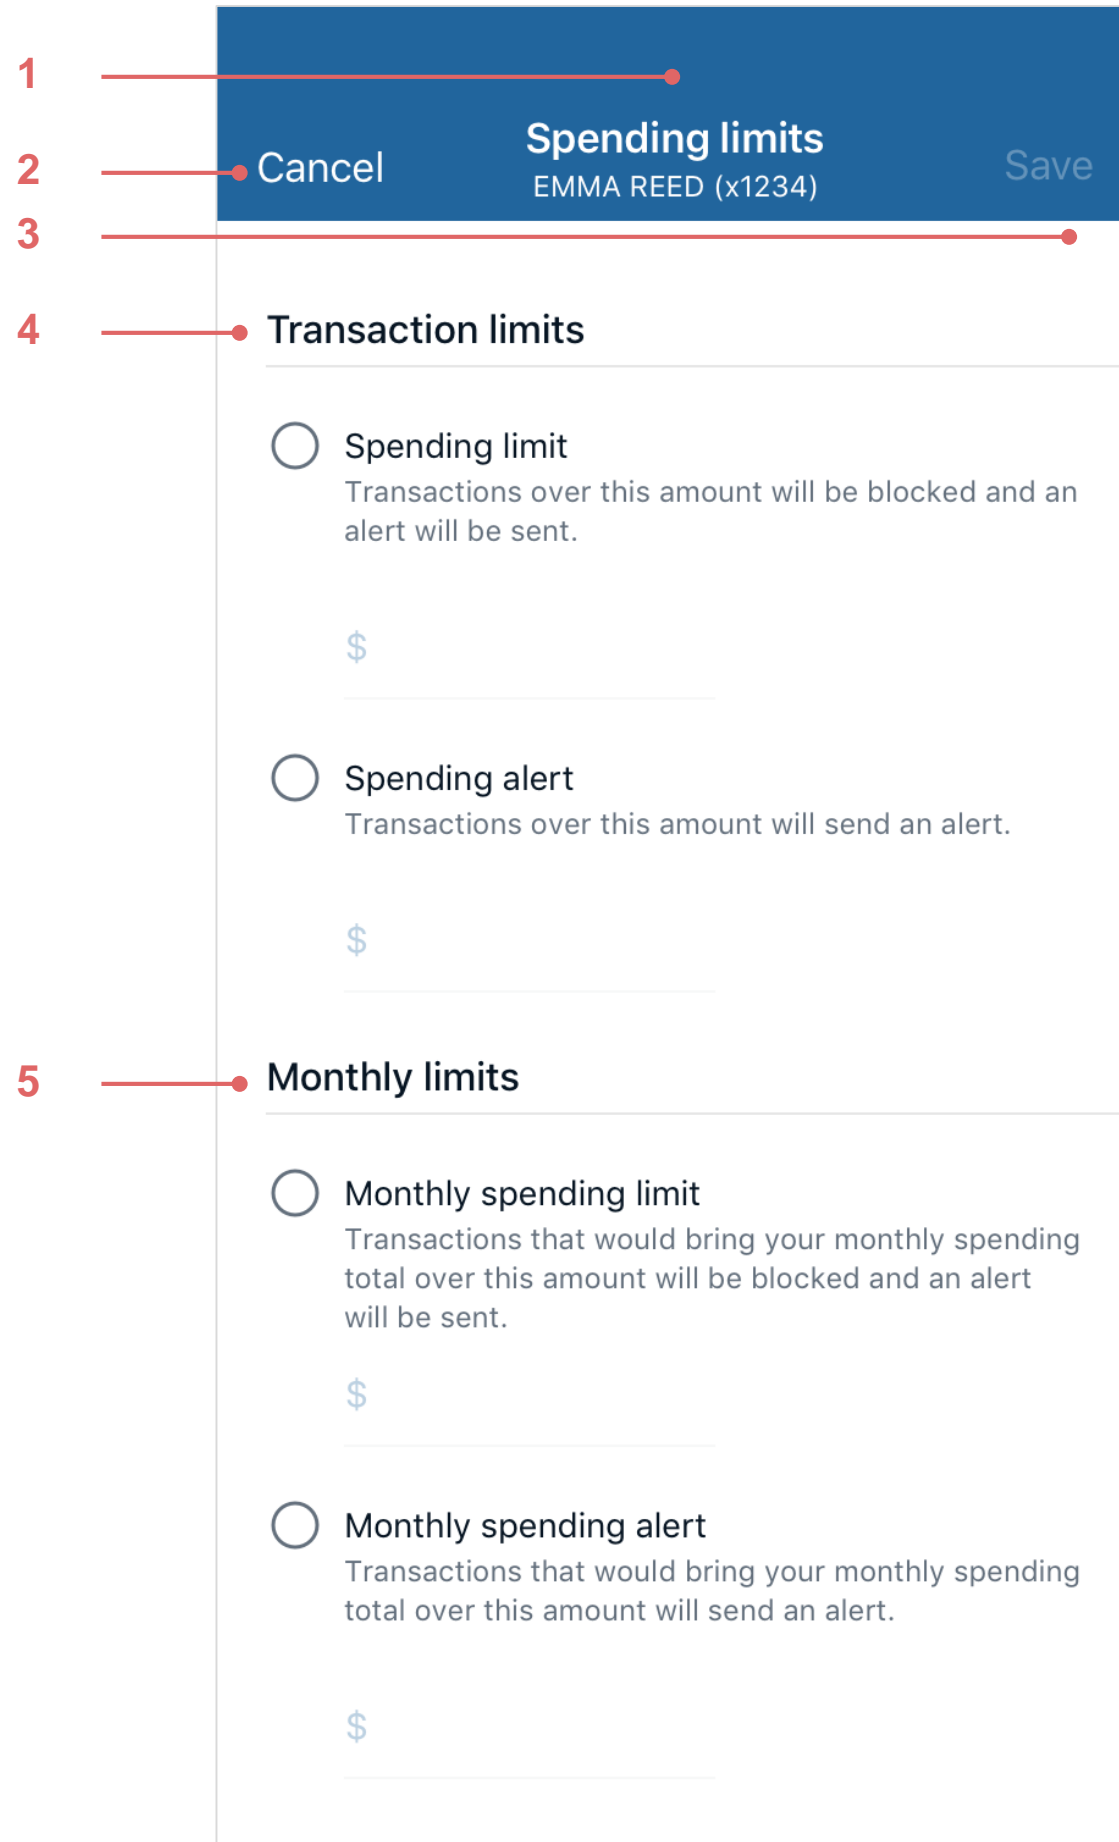 1
Spending limits
2
Cancel
EMMA REED (x1234)
Save
3
4
Transaction limits
Spending limit
Transactions over this amount will be blocked and an
alert will be sent.
$
Spending alert
Transactions over this amount will send an alert.
$
5
Monthly limits
Monthly spending limit
Transactions that would bring your monthly spending
total over this amount will be blocked and an alert
will be sent.
$
Monthly spending alert
Transactions that would bring your monthly spending
total over this amount will send an alert.
$